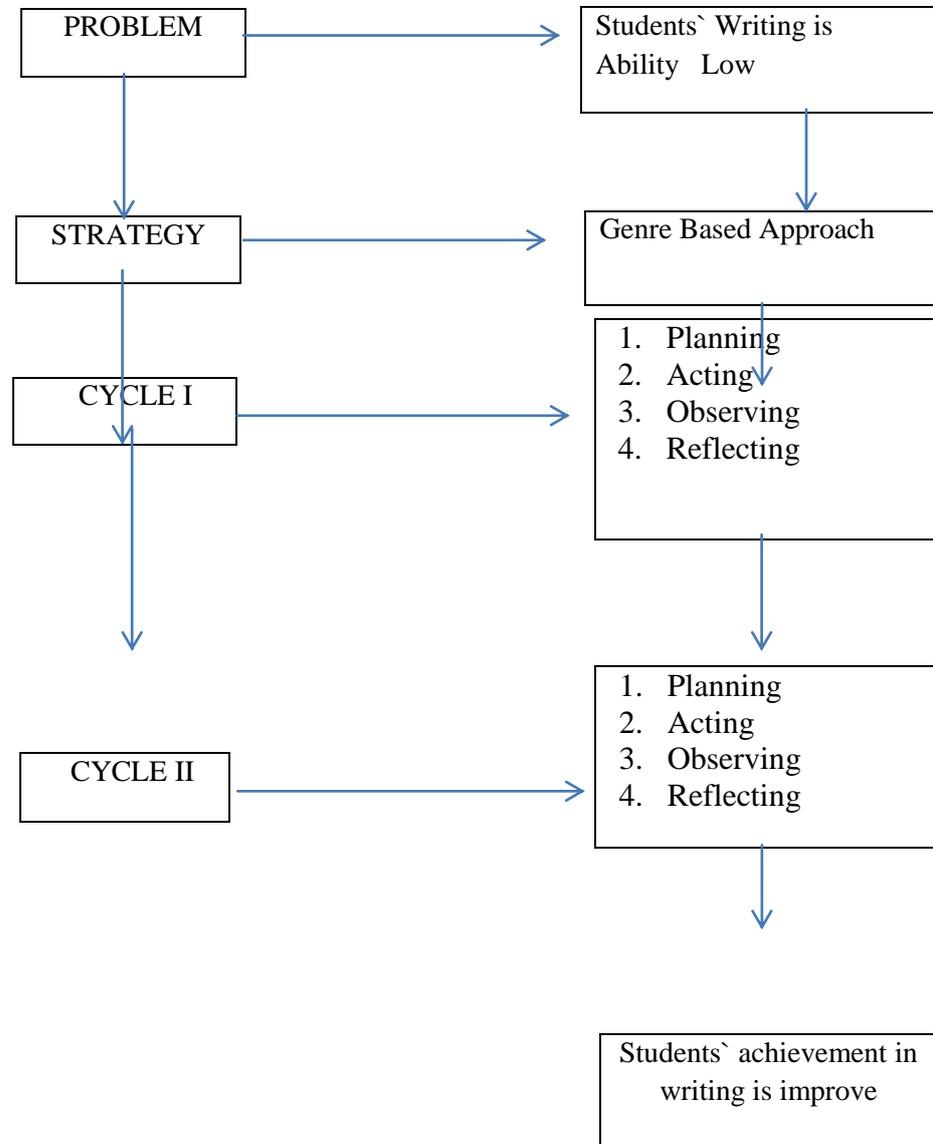 PROBLEM
Students` Writing is
Ability Low
STRATEGY
Genre Based Approach
CYCLE I
1. Planning
2. Acting
3. Observing
4. Reflecting
CYCLE II
1. Planning
2. Acting
3. Observing
4. Reflecting
Students` achievement in
writing is improve